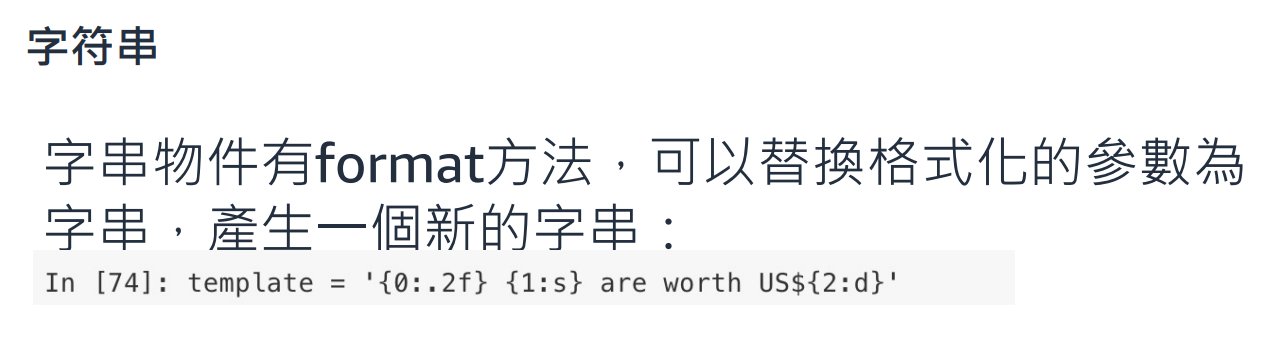 字符串
字串物件有format方法，可以替換格式化的參數為
字串，產生一個新的字串：
In [74]: template = '{0:.2f} {1:s} are worth US${2:d}'